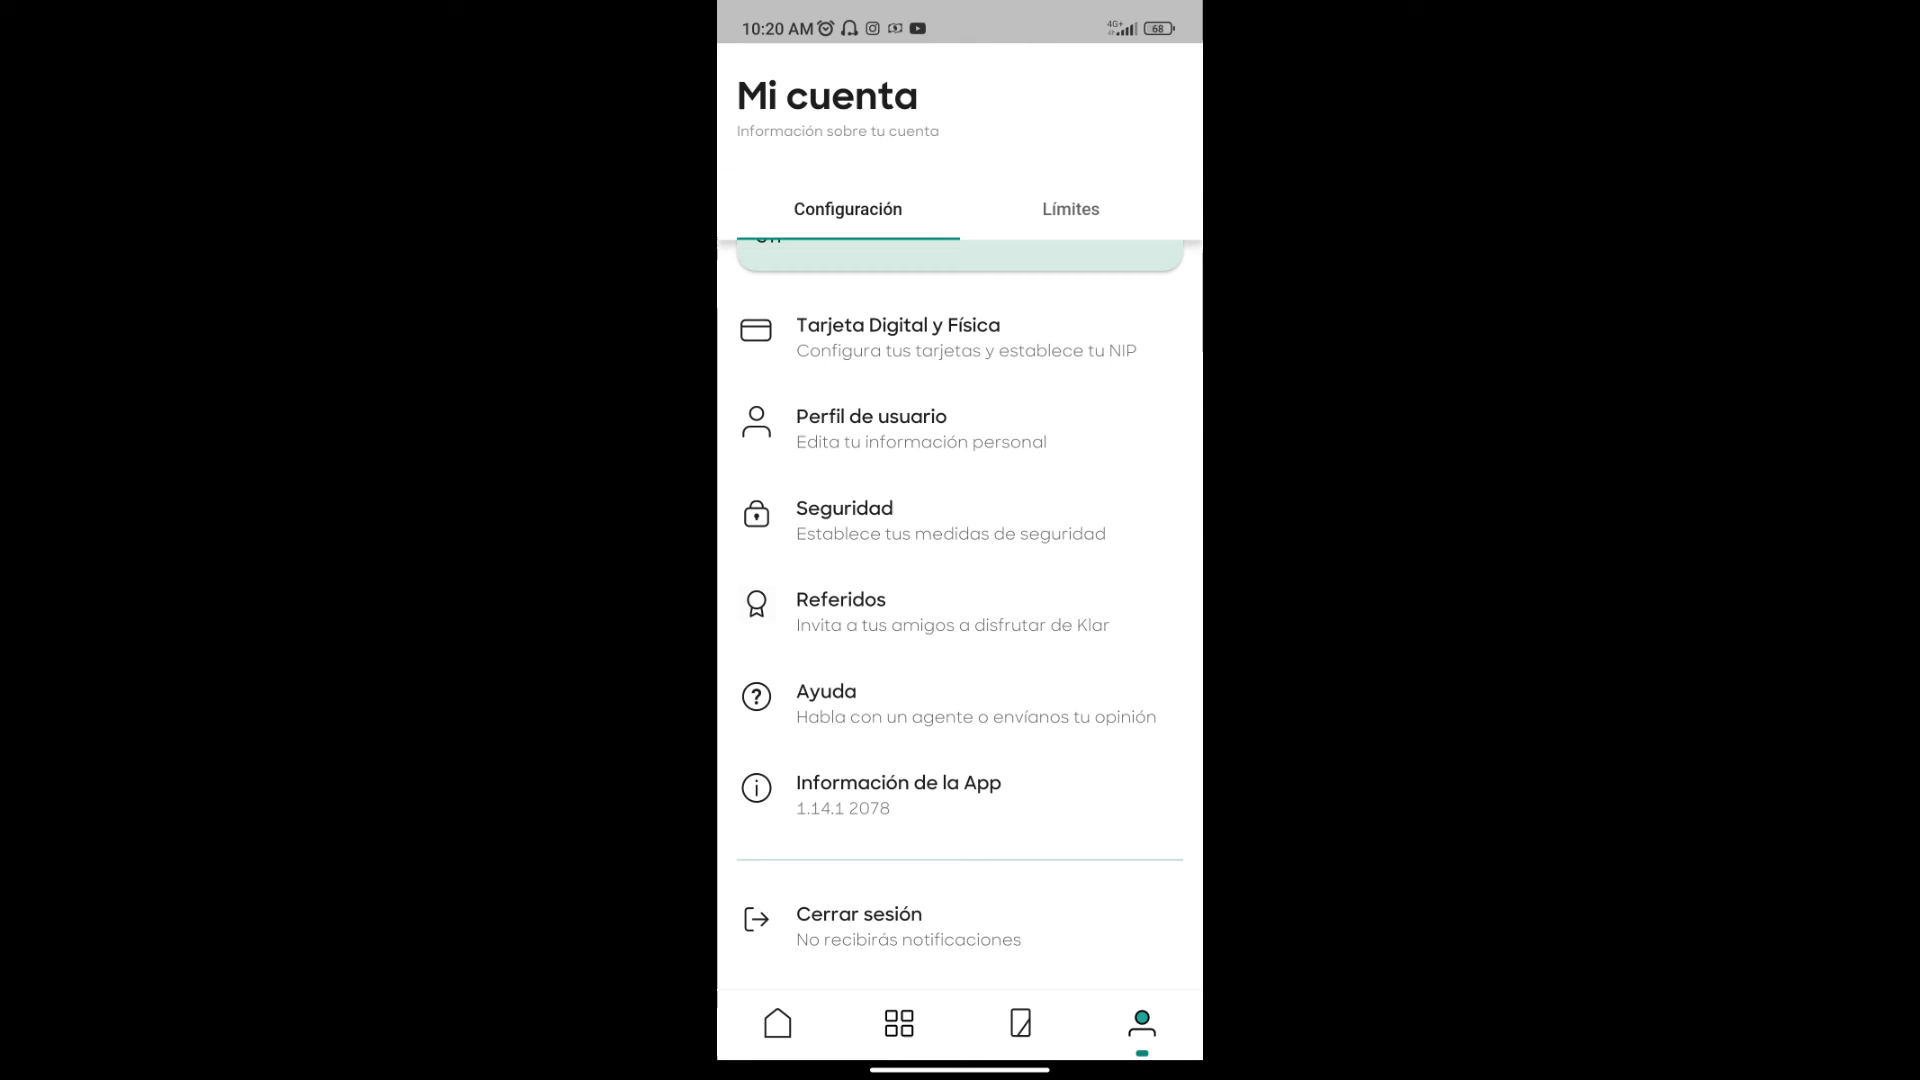 10:20 AM
4G+
68
Mi cuenta
Información sobre tu cuenta
Configuración
Límites
Tarjeta Digital y Física
Configura tus tarjetas y establece tu NIP
Perfil de usuario
Edita tu información personal
Seguridad
Establece tus medidas de seguridad
Referidos
Invita a tus amigos a disfrutar de Klar
Ayuda
Habla con un agente o envíanos tu opinión
Información de la App
1.14.1 2078
Cerrar sesión
No recibirás notificaciones